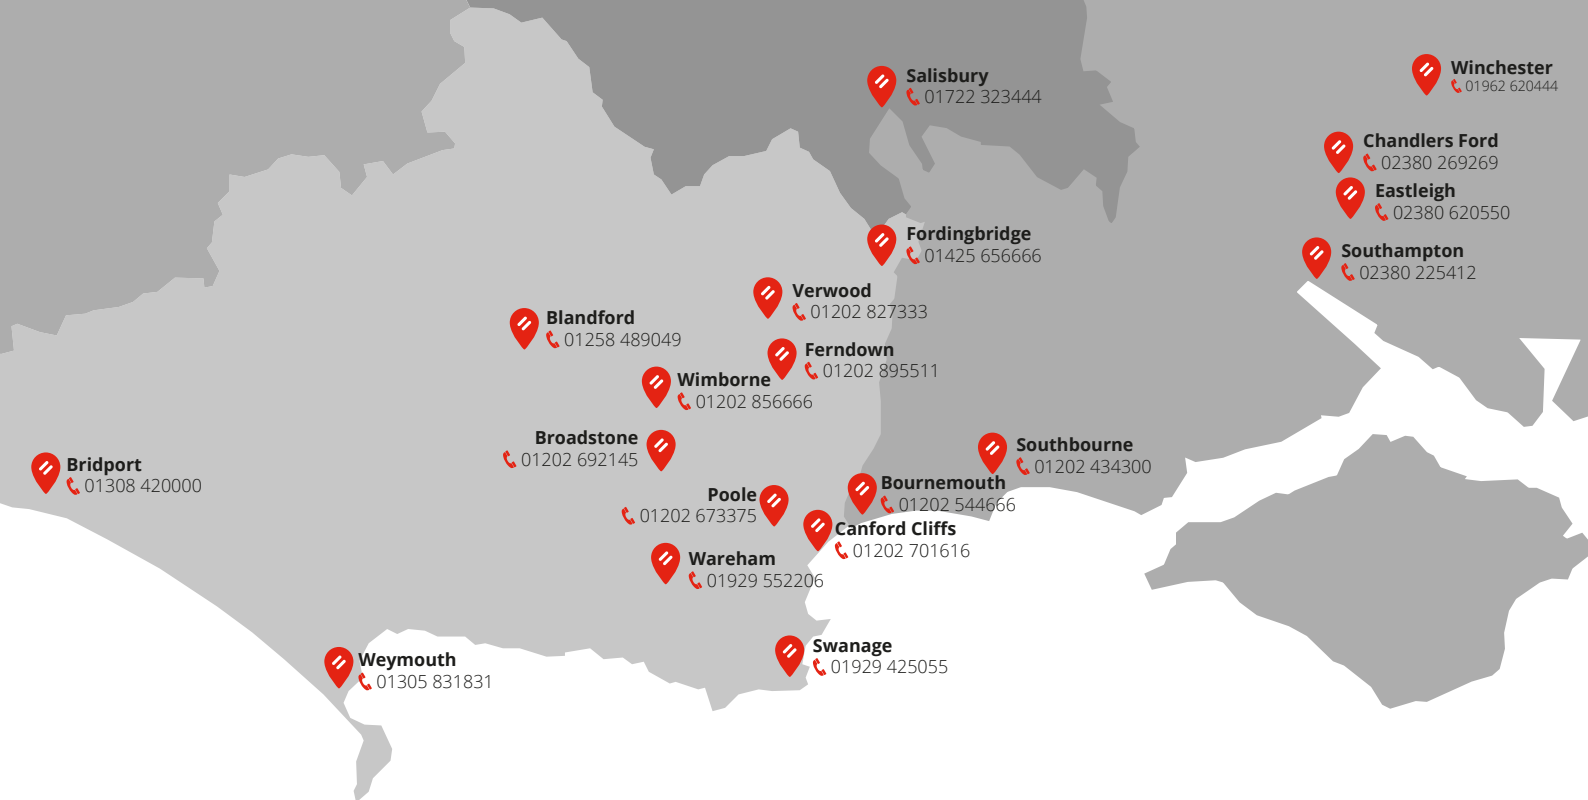 Winchester
01962 620444
Salisbury
01722 323444
Chandlers Ford
02380 269269
Eastleigh
02380 620550
Fordingbridge
01425 656666
Southampton
02380 225412
Verwood
01202 827333
Blandford
01258 489049
Ferndown
01202 895511
Wimborne
01202 856666
Broadstone
01202 692145
Southbourne
01202 434300
Bridport
01308 420000
Bournemouth
01202 544666
Poole
01202 673375
Canford Cliffs
01202 701616
Wareham
01929 552206
Swanage
01929 425055
Weymouth
01305 831831